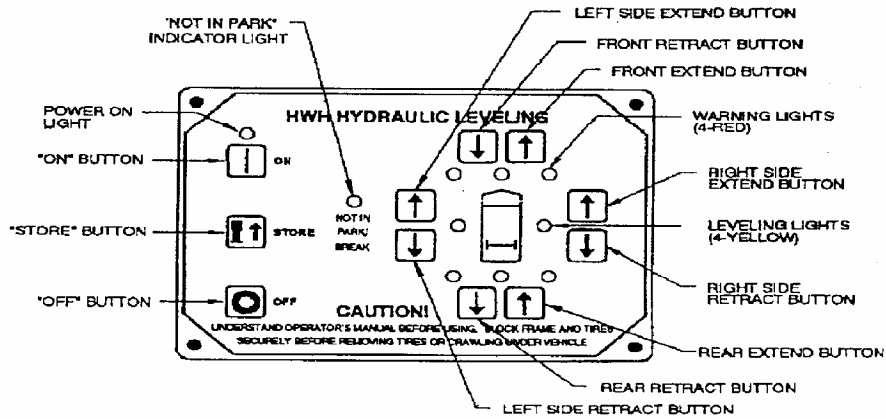 LEFT SIDE EXTEND BUTTON
"NOT IN PARK"
INDICATOR LIGHT
FRONT RETRACT BUTTON
FRONT EXTEND BUTTON
POWER ON
LIGHT
HWH HYDRAULIC LEVELING
WARNING LIGHTS
(4-RED)
"ON" BUTTON
ON
RIGHT SIDE
EXTEND BUTTON
"STORE" BUTTON
STORE
NOT IN
PARK/
BREAK
LEVELING LIGHTS
(4-YELLOW)
"OFF" BUTTON
OFF
RIGHT SIDE
RETRACT BUTTON
CAUTION!
UNDERSTAND OPERATOR'S MANUAL BEFORE USING. BLOCK FRAME AND TIRES
SECURELY BEFORE REMOVING TIRES OR CRAWLING UNDER VEHICLE
REAR EXTEND BUTTON
REAR RETRACT BUTTON
LEFT SIDE RETRACT BUTTON